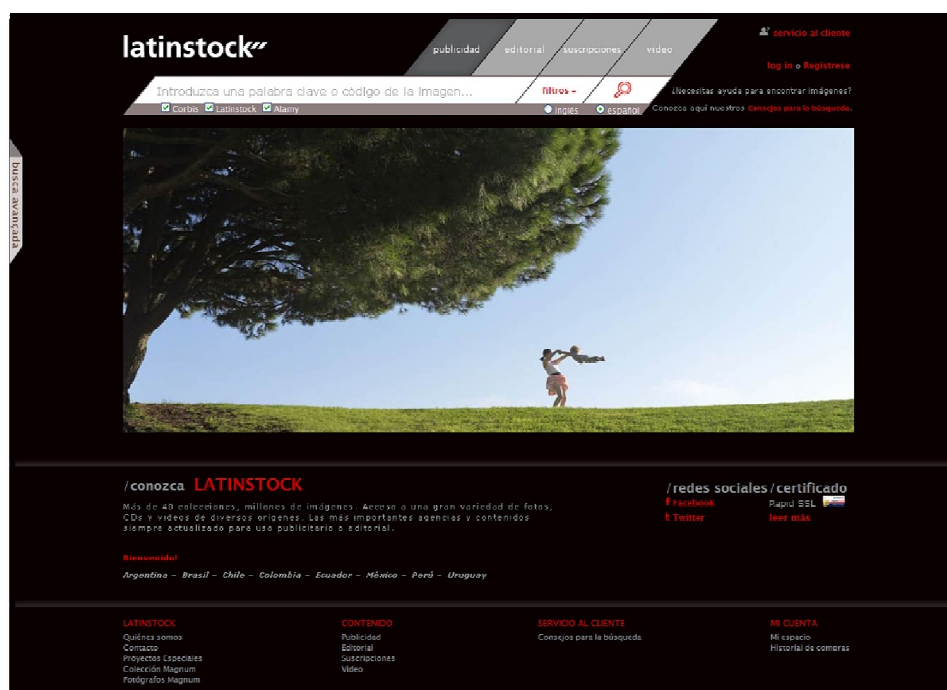 latinstock
publicidad editorial suscripciones video
servicio al cliente
log in o Regístrese
Introduzca una palabra clave o código de la imagen...
filtros
¿Necesitas ayuda para encontrar imágenes?
Corbis Latinstock Alamy
inglés español
Conozca aquí nuestros Consejos para la búsqueda.
busca avançada
/conozca LATINSTOCK
Más de 40 colecciones, millones de imágenes. Acceso a una gran variedad de fotos,
CDs y videos de diversos orígenes. Las más importantes agencias y contenidos
siempre actualizado para uso publicitario o editorial.
Bienvenido!
Argentina – Brasil – Chile – Colombia – Ecuador – México – Perú – Uruguay
/redes sociales
Facebook
Twitter
/certificado
Rapid SSL
leer más
LATINSTOCK
Quiénes somos
Contacto
Proyectos Especiales
Colección Magnum
Fotógrafos Magnum
CONTENIDO
Publicidad
Editorial
Suscripciones
Video
SERVICIO AL CLIENTE
Consejos para la búsqueda
MI CUENTA
Mi espacio
Historial de compras